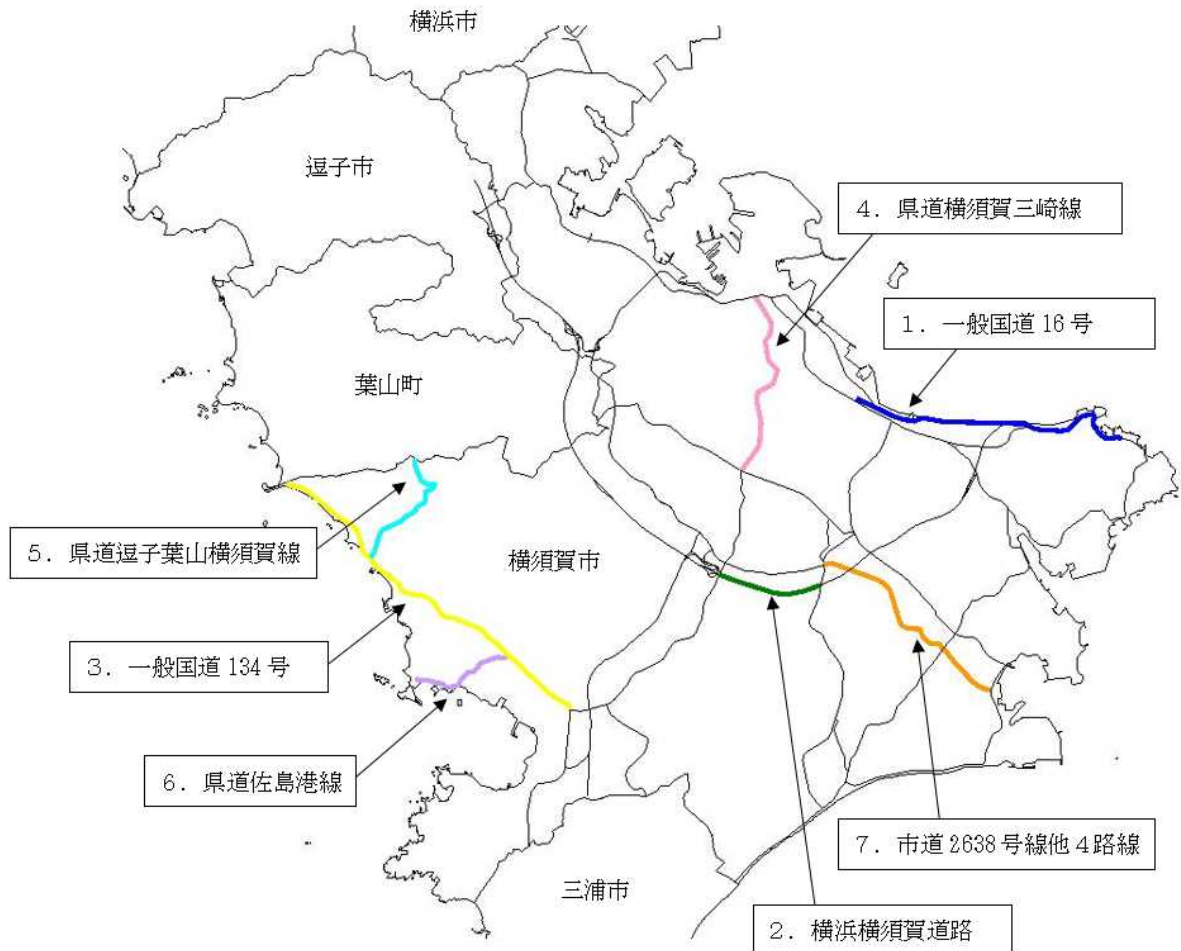 横浜市
逗子市
4．県道横須賀三崎線
1．一般国道 16 号
葉山町
5．県道逗子葉山横須賀線
横須賀市
3．一般国道 134 号
6．県道佐島港線
7．市道 2638 号線他 4 路線
三浦市
2．横浜横須賀道路